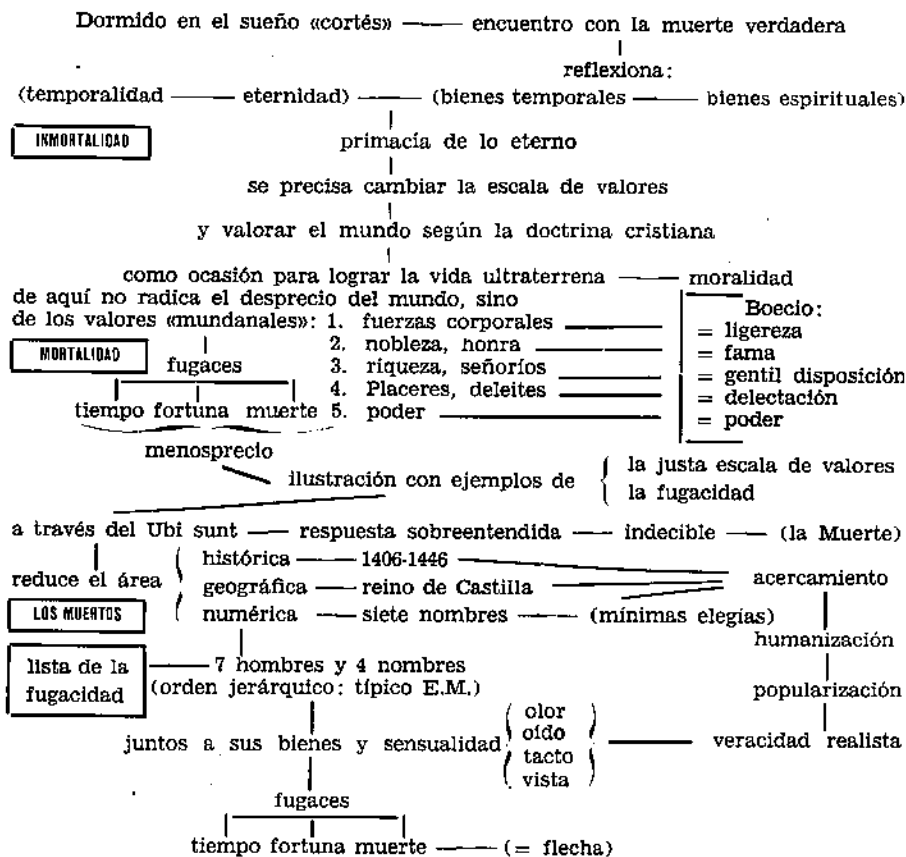 Dormido en el sueño «cortés» encuentro con la muerte verdadera
reflexiona:
(temporalidad eternidad) (bienes temporales bienes espirituales)
INMORTALIDAD
primacía de lo eterno
se precisa cambiar la escala de valores
y valorar el mundo según la doctrina cristiana
como ocasión para lograr la vida ultraterrena moralidad
de aquí no radica el desprecio del mundo, sino
de los valores «mundanales»: 1. fuerzas corporales
2. nobleza, honra
3. riqueza, señoríos
4. Placeres, deleites
5. poder
Boecio:
= ligereza
= fama
= gentil disposición
= delectación
= poder
MORTALIDAD
fugaces
tiempo fortuna muerte
menosprecio
ilustración con ejemplos de
la justa escala de valores
la fugacidad
a través del Ubi sunt respuesta sobreentendida indecible (la Muerte)
reduce el área
histórica 1406-1446
geográfica reino de Castilla
numérica siete nombres (mínimas elegías)
acercamiento
LOS MUERTOS
humanización
lista de la
fugacidad
7 hombres y 4 nombres
(orden jerárquico: típico E.M.)
popularización
juntos a sus bienes y sensualidad
olor
oído
tacto
vista
veracidad realista
fugaces
tiempo fortuna muerte (= flecha)